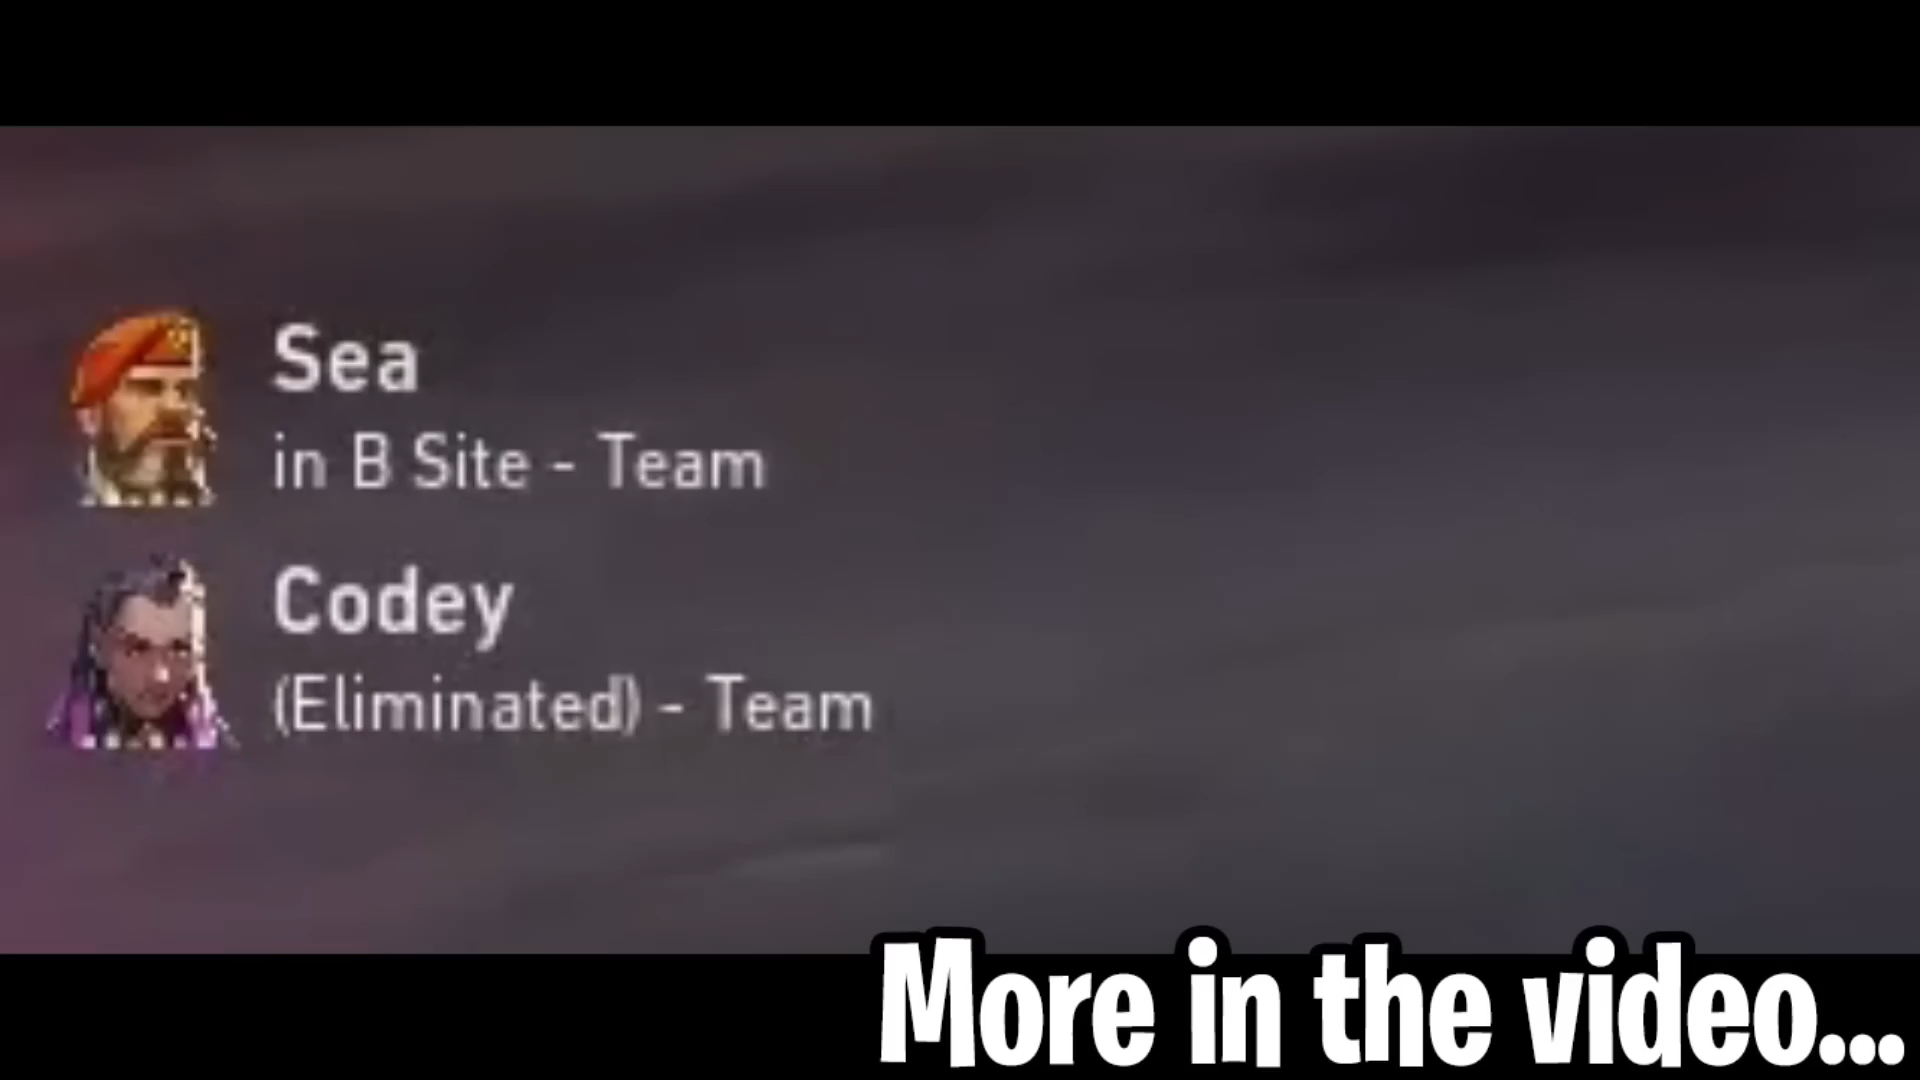 Sea
in B Site - Team
Codey
(Eliminated) - Team
More in the video...